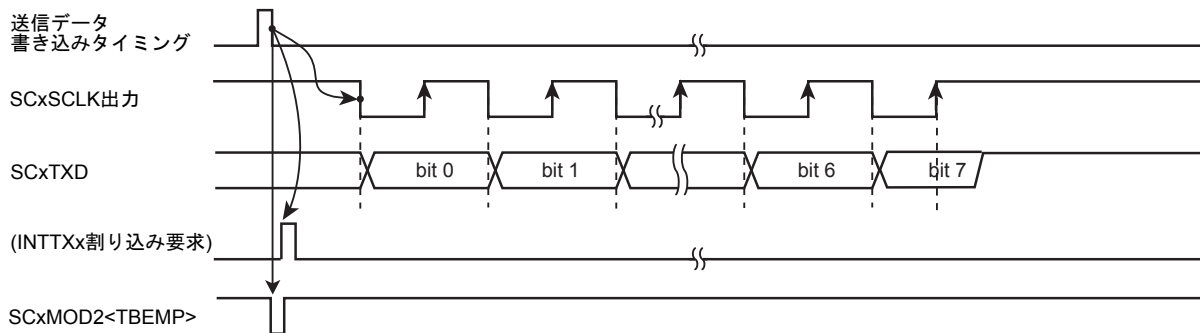 送信データ
書き込みタイミング
SCxSCLK出力
SCxTXD
bit 0
bit 1
bit 6
bit 7
(INTTXx割り込み要求)
SCxMOD2<TBEMP>